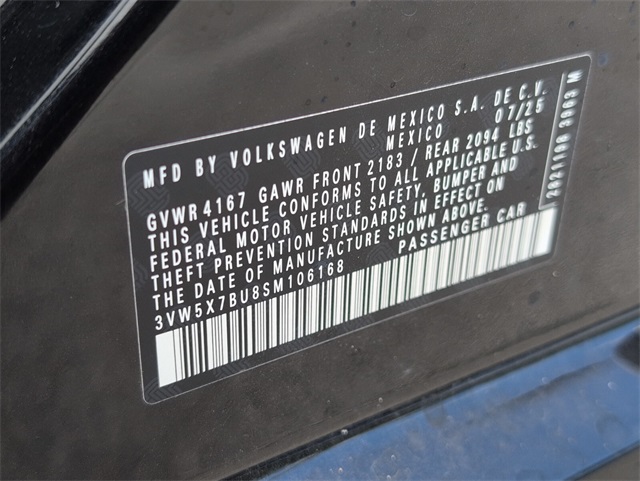 MFD BY VOLKSWAGEN DE MEXICO S.A. DE C.V.
MEXICO 07/25
GVWR 4167 GAWR FRONT 2183 / REAR 2094 LBS
THIS VEHICLE CONFORMS TO ALL APPLICABLE U.S.
FEDERAL MOTOR VEHICLE SAFETY, BUMPER AND
THEFT PREVENTION STANDARDS IN EFFECT ON
THE DATE OF MANUFACTURE SHOWN ABOVE.
3VW5X7BU8SM106168 PASSENGER CAR